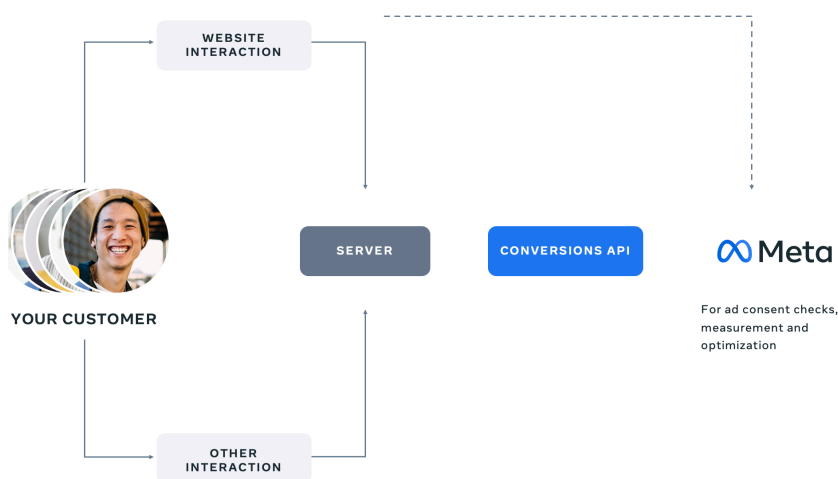 WEBSITE
INTERACTION
SERVER
CONVERSIONS API
Meta
YOUR CUSTOMER
For ad consent checks,
measurement and
optimization
OTHER
INTERACTION